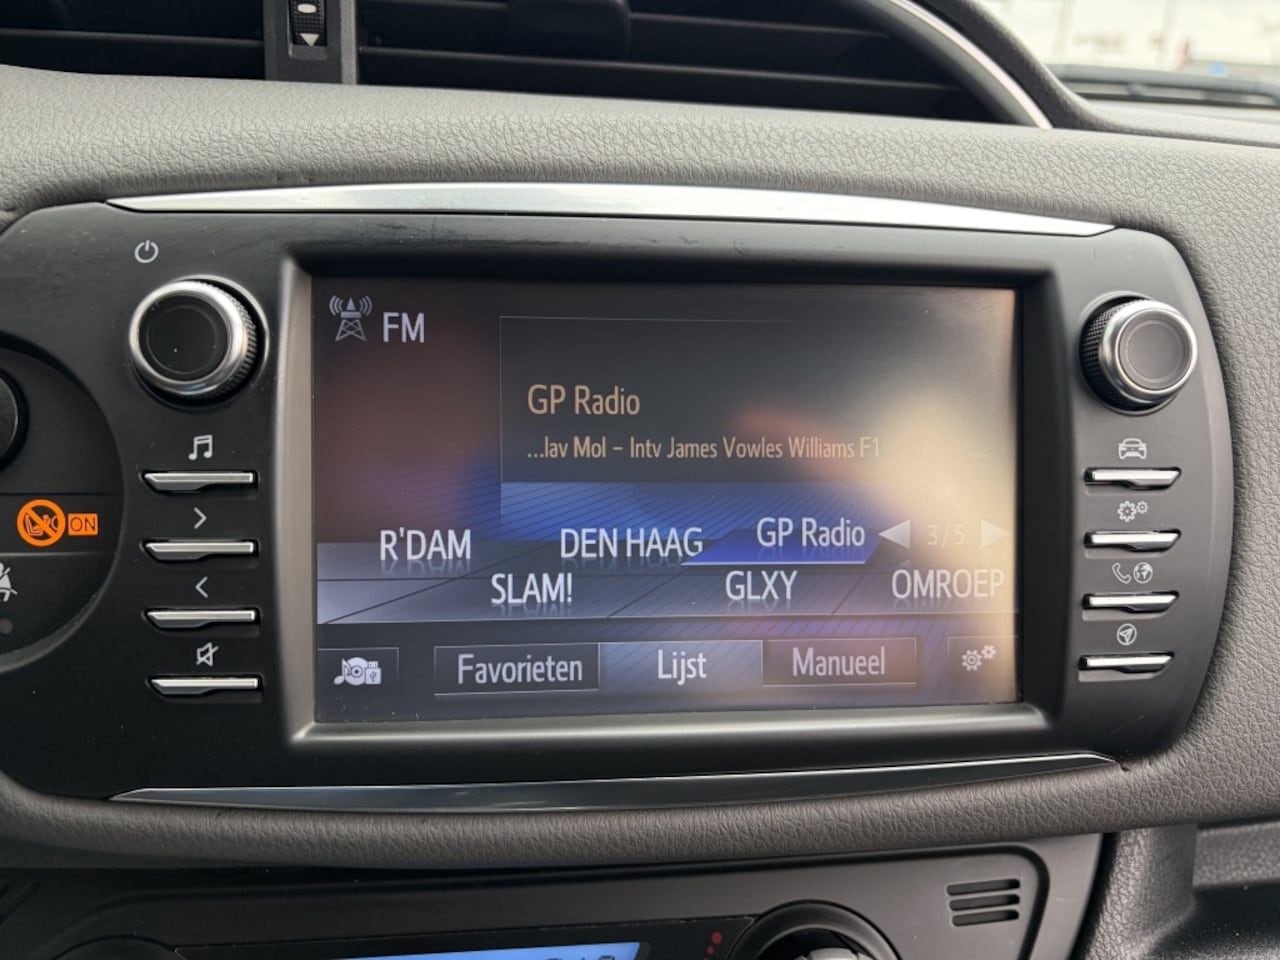 FM
GP Radio
...lav Mol - Intv James Vowles Williams F1 ...
R'DAM DEN HAAG GP Radio 3/5
SLAM! GLXY OMROEP
Favorieten Lijst Manueel
ON